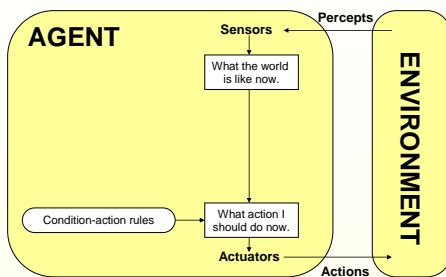 Percepts
AGENT
Sensors
What the world
is like now.
ENVIRONMENT
Condition-action rules
What action I
should do now.
Actuators
Actions